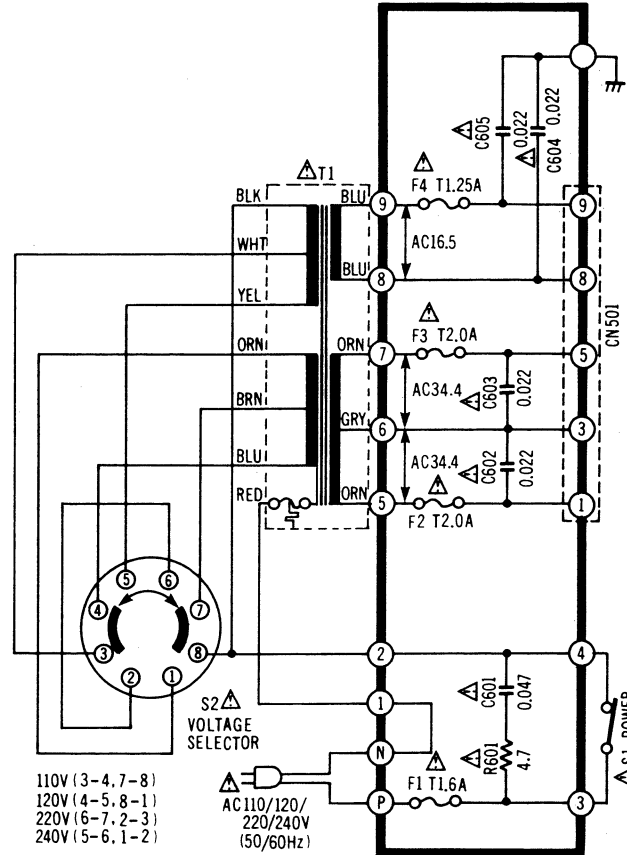 C605
0.022
0.022
C604
T1
BLK
BLU
F4 T1.25A
9
9
AC16.5
WHT
BLU
8
8
YEL
F3 T2.0A
CN501
ORN
ORN
7
5
AC34.4
C603
0.022
BRN
GRY
6
3
AC34.4
C602
0.022
BLU
RED
ORN
5
1
F2 T2.0A
5
6
4
7
3
8
2
1
S2
VOLTAGE
SELECTOR
2
4
C601
0.047
1
R601
4.7
S1 POWER
N
P
F1 T1.6A
3
AC110/120/
220/240V
(50/60Hz)
110V (3-4, 7-8)
120V (4-5, 8-1)
220V (6-7, 2-3)
240V (5-6, 1-2)